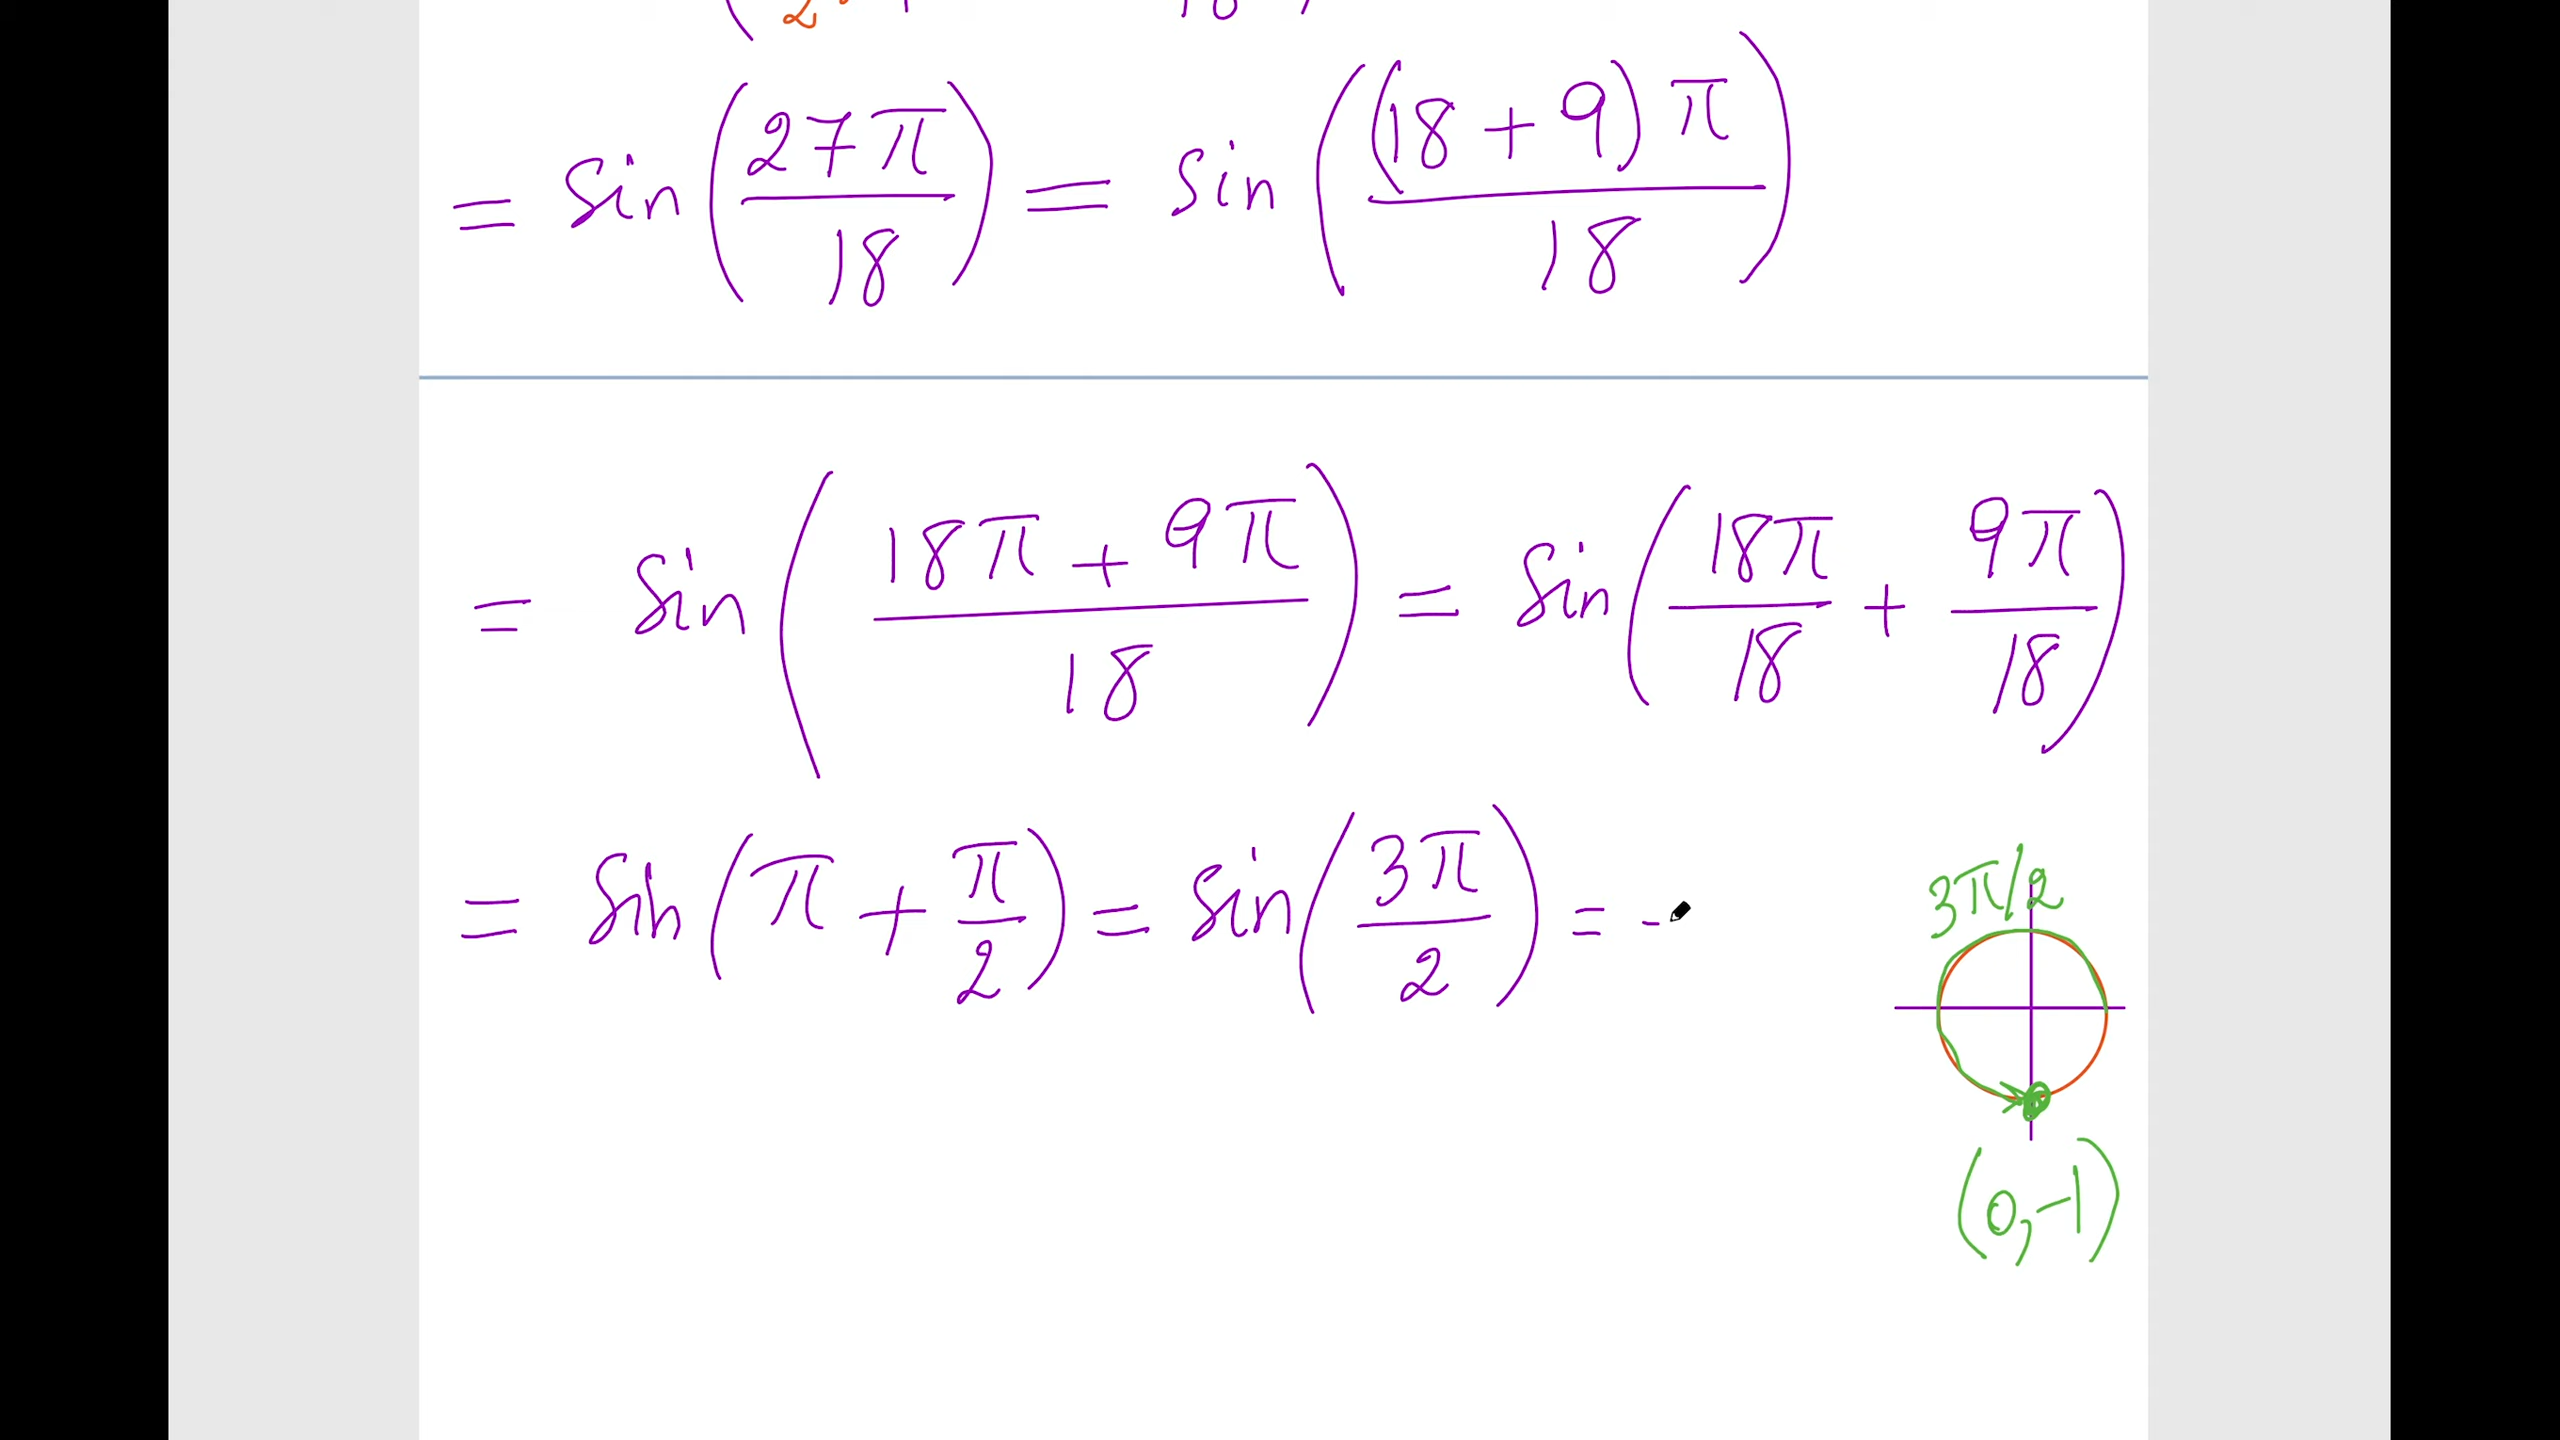 = sin(27π/18) = sin((18 + 9)π/18)
= sin((18π + 9π)/18) = sin(18π/18 + 9π/18)
= sin(π + π/2) = sin(3π/2) = -
3π/2
(0, -1)